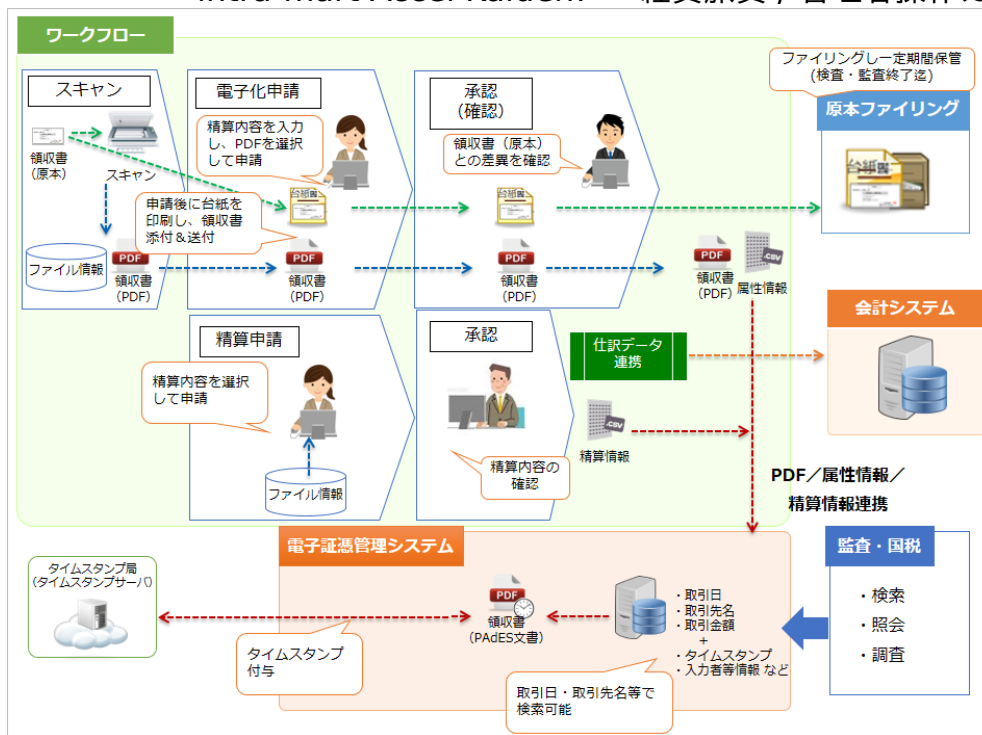 ワークフロー
スキャン
領収書
(原本)
スキャン
ファイル情報
PDF
領収書
(PDF)
電子化申請
精算内容を入力
し、PDFを選択
して申請
申請後に台紙を
印刷し、領収書
添付＆送付
台紙
PDF
領収書
(PDF)
承認
(確認)
領収書（原本）
との差異を確認
台紙
PDF
領収書
(PDF)
PDF
領収書
(PDF)
.CSV
属性情報
ファイリングし一定期間保管
(検査・監査終了迄)
原本ファイリング
台紙
精算申請
精算内容を選択
して申請
ファイル情報
承認
精算内容の
確認
仕訳データ
連携
.CSV
精算情報
会計システム
PDF／属性情報／
精算情報連携
電子証憑管理システム
タイムスタンプ局
(タイムスタンプサーバ)
タイムスタンプ
付与
PDF
領収書
(PAdES文書)
・取引日
・取引先名
・取引金額
+
・タイムスタンプ
・入力者等情報 など
取引日・取引先名等で
検索可能
監査・国税
・検索
・照会
・調査